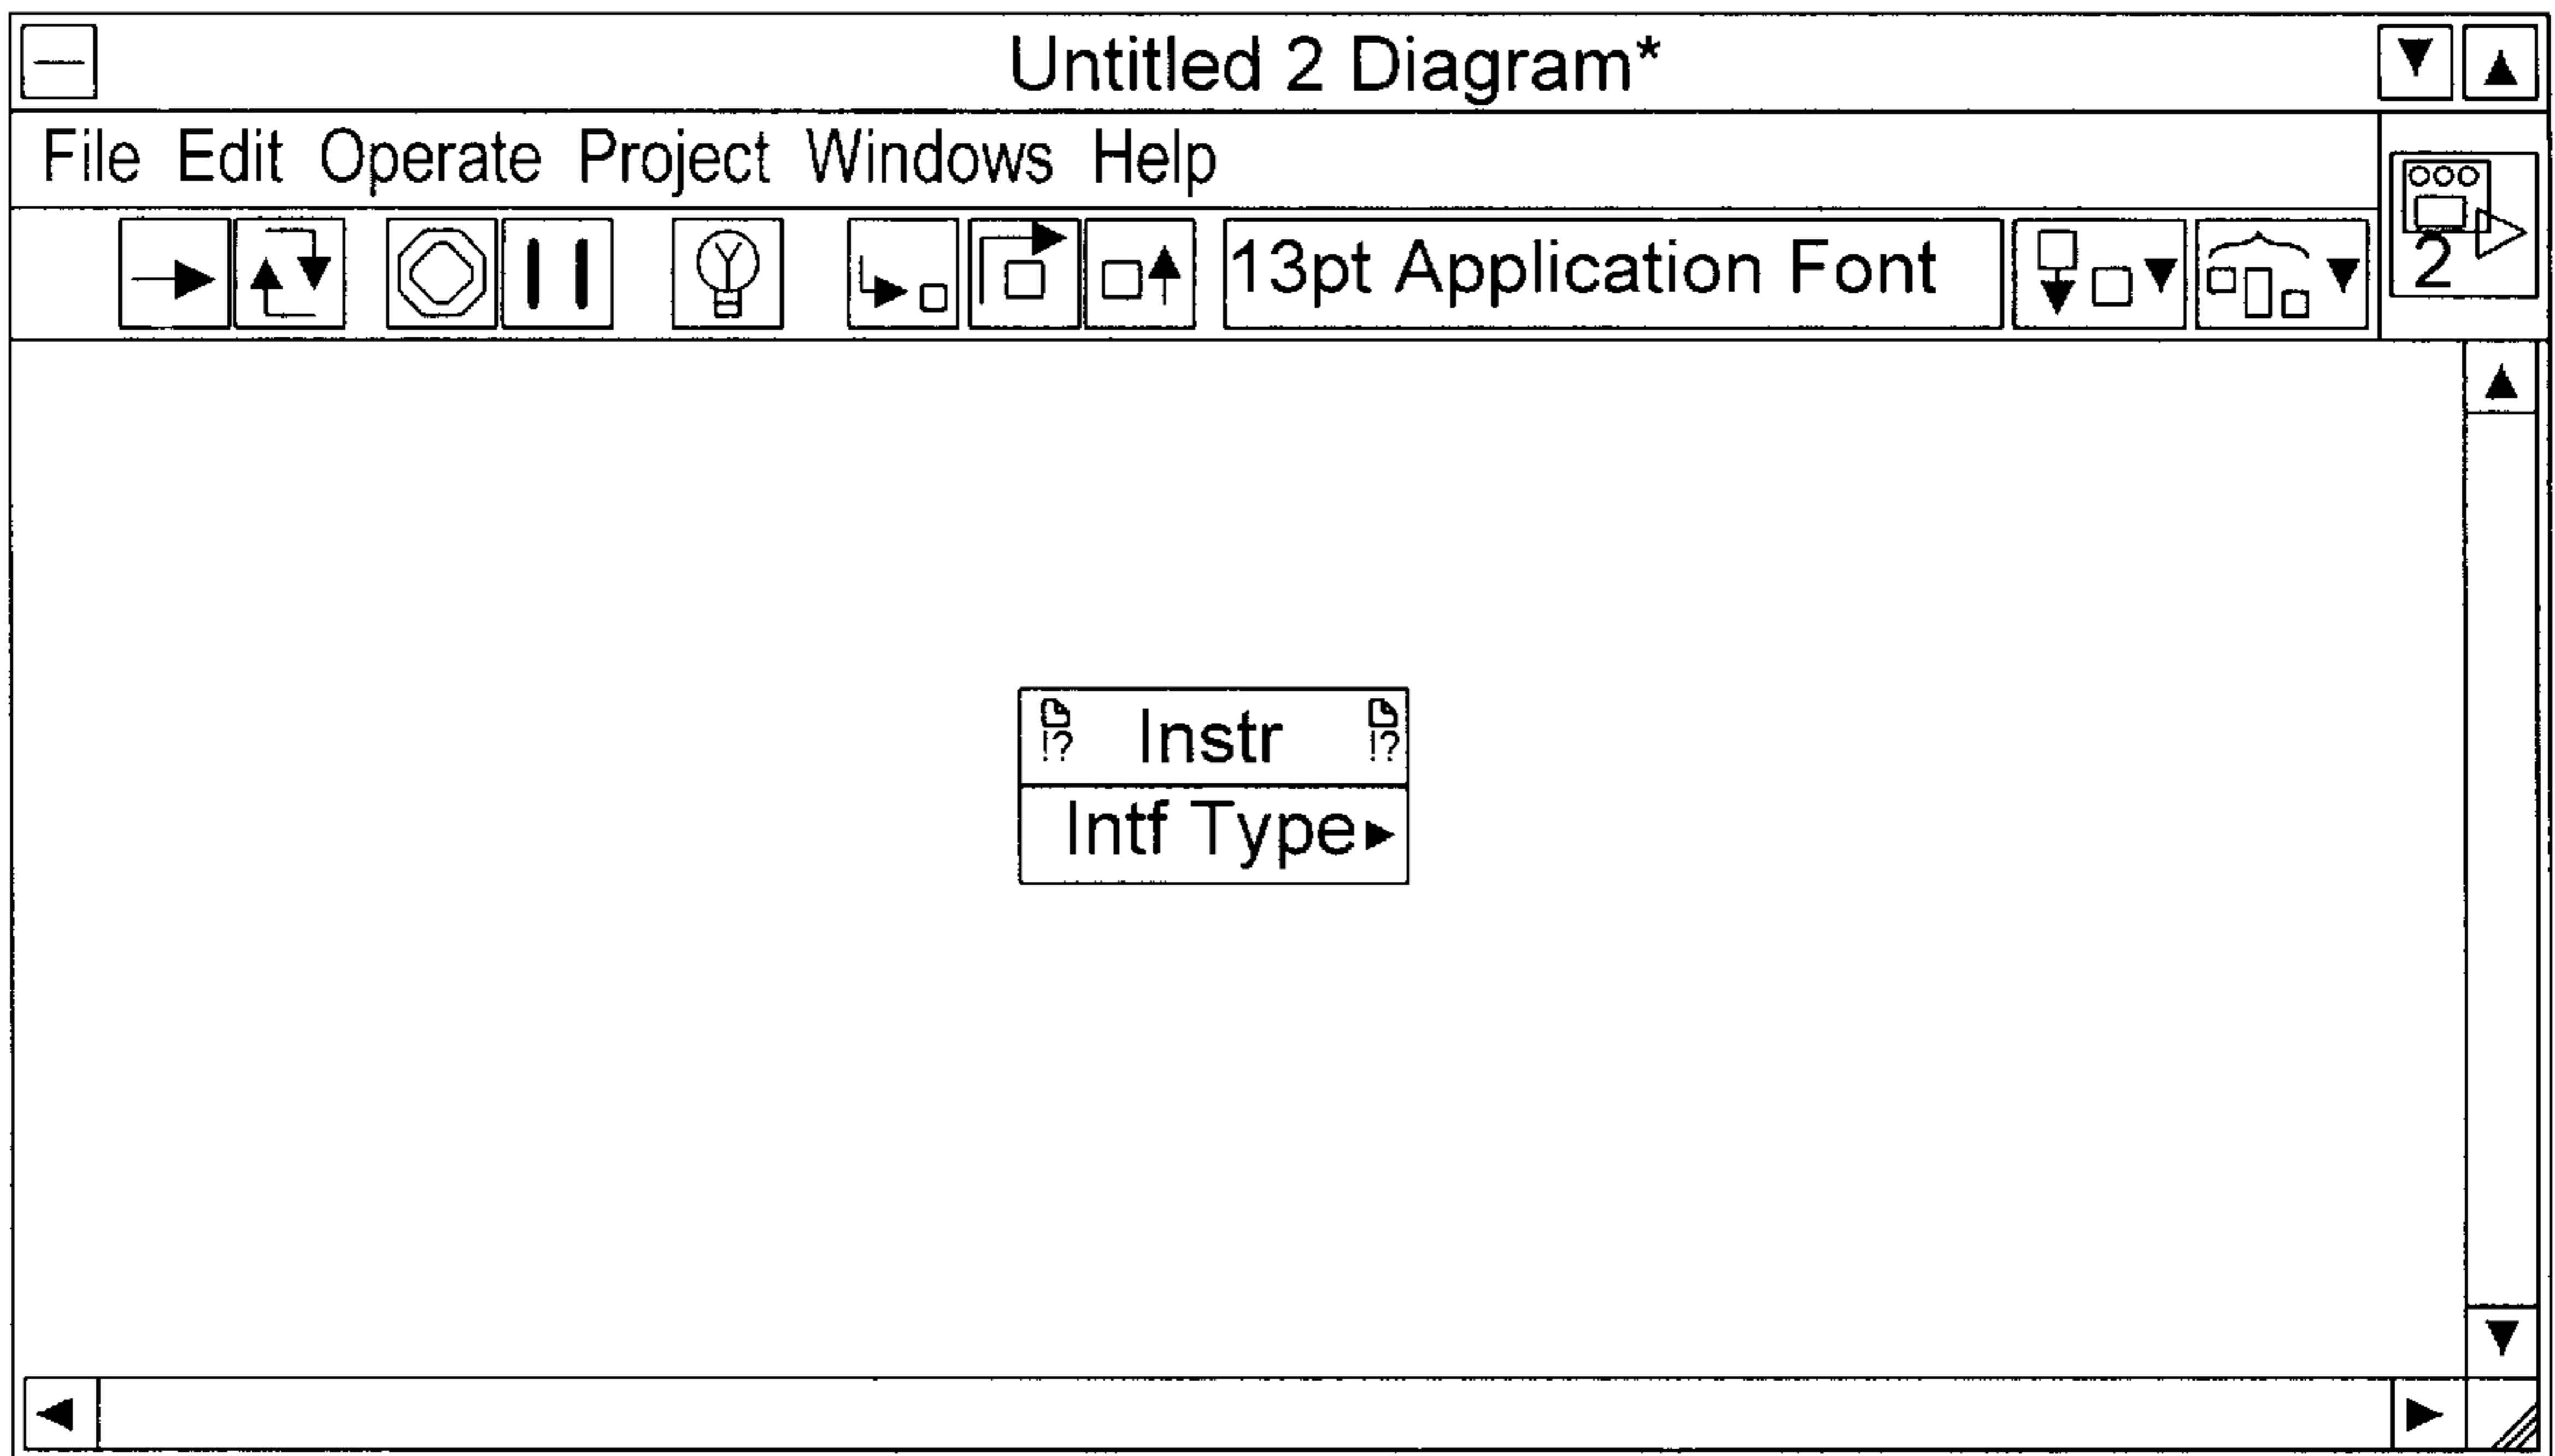 Untitled 2 Diagram*
File Edit Operate Project Windows Help
13pt Application Font
2
!? Instr !?
Intf Type